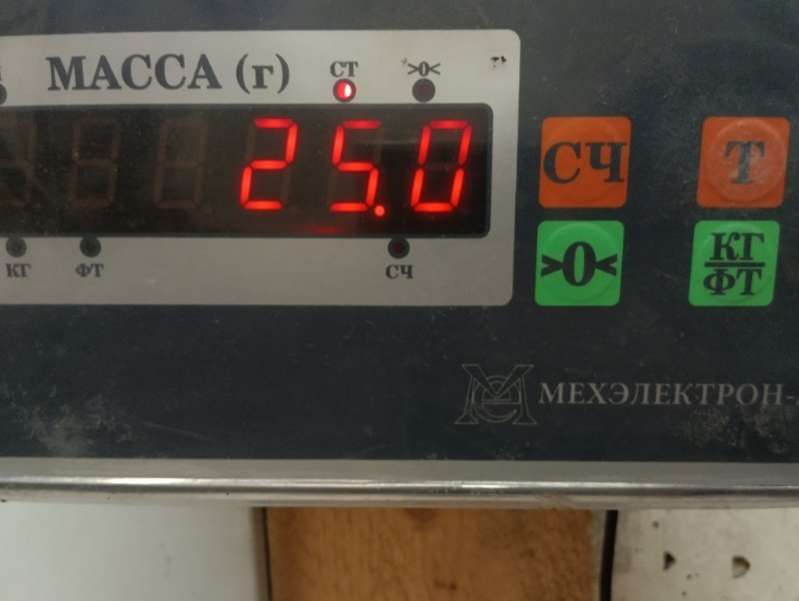 МАССА (г) СТ >0<
25.0
КГ ФТ СЧ
СЧ Т
>0< КГ
ФТ
МЕХЭЛЕКТРОН-